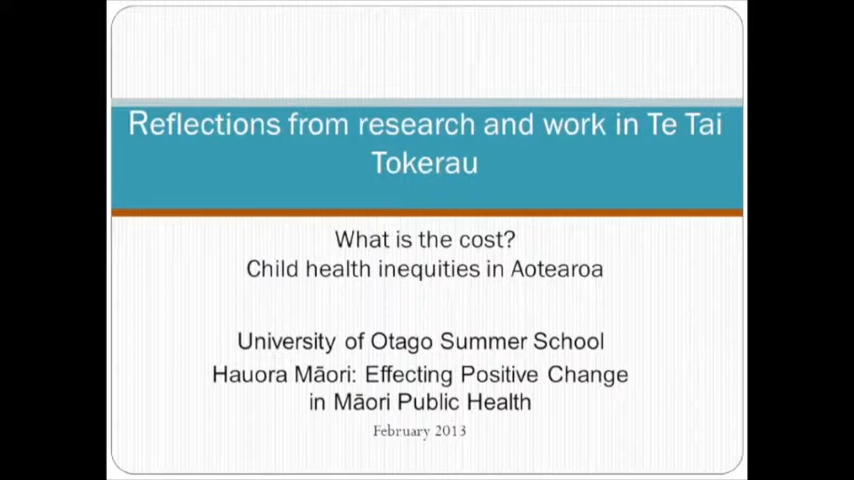 Reflections from research and work in Te Tai
Tokerau
What is the cost?
Child health inequities in Aotearoa
University of Otago Summer School
Hauora Māori: Effecting Positive Change
in Māori Public Health
February 2013